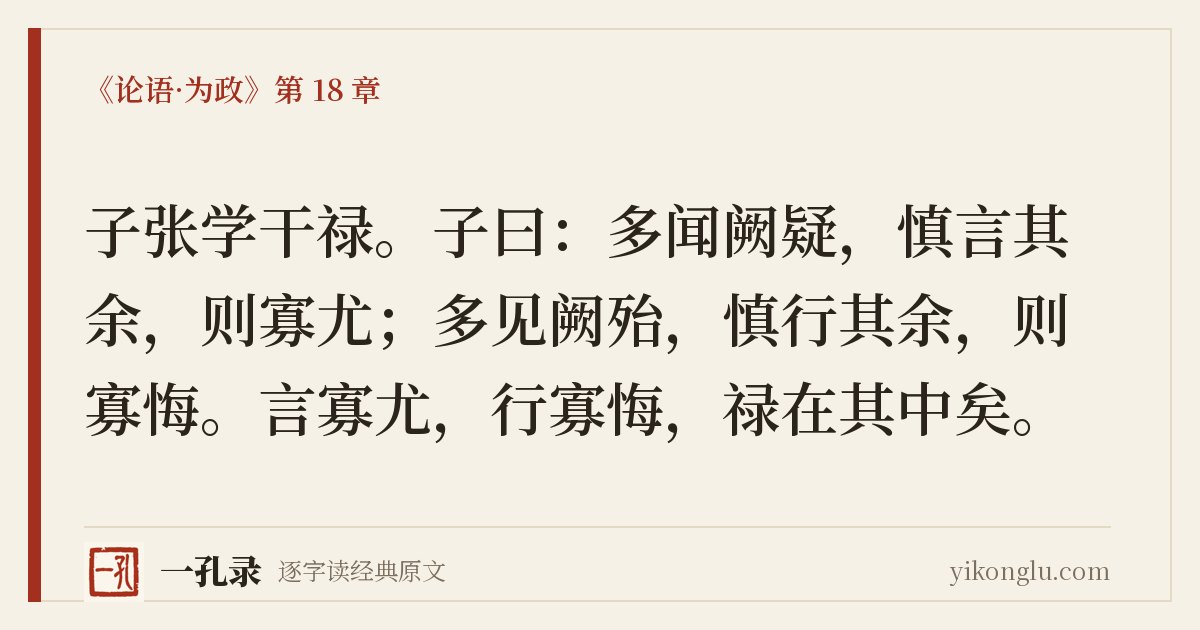 《论语·为政》第 18 章
子张学干禄。子曰：多闻阙疑，慎言其
余，则寡尤；多见阙殆，慎行其余，则
寡悔。言寡尤，行寡悔，禄在其中矣。
一孔
一孔录 逐字读经典原文 yikonglu.com